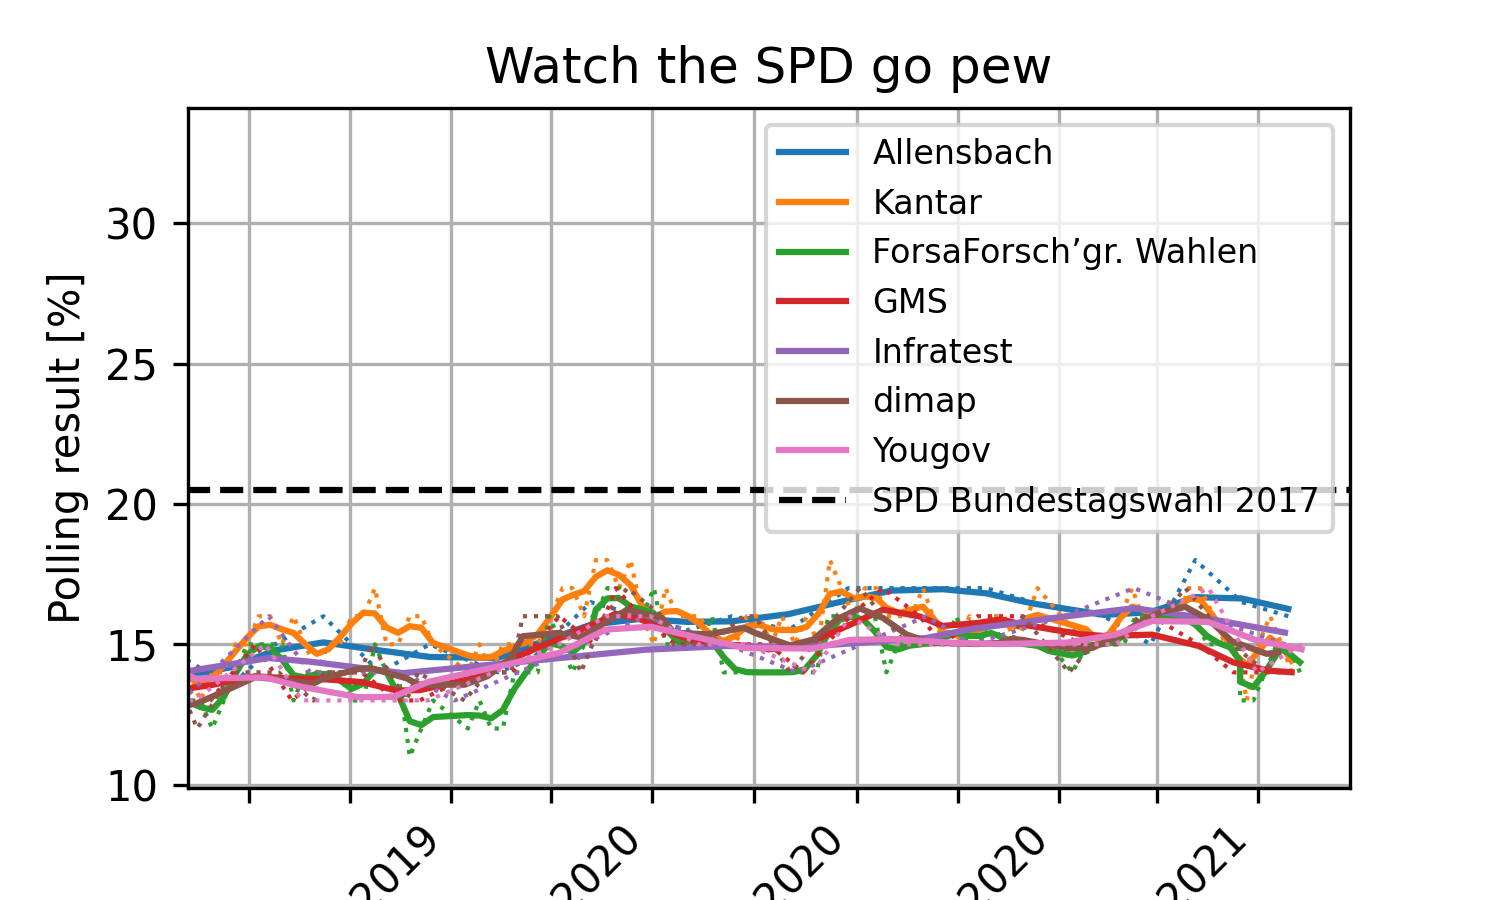 Watch the SPD go pew
Polling result [%]
30
25
20
15
10
Allensbach
Kantar
ForsaForsch’gr. Wahlen
GMS
Infratest
dimap
Yougov
SPD Bundestagswahl 2017
2019
2020
2020
2020
2021